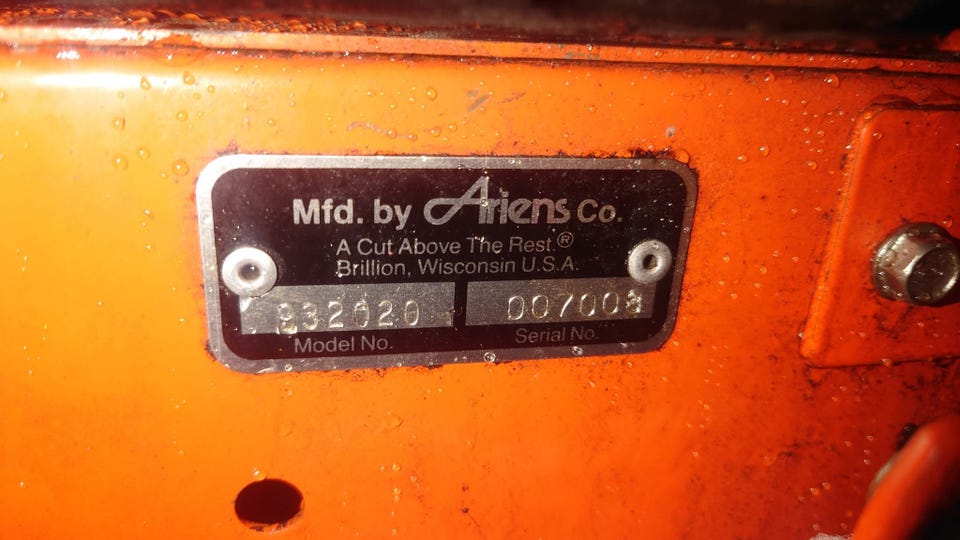 Mfd. by Ariens Co.
A Cut Above The Rest.®
Brillion, Wisconsin U.S.A.
932020 007008
Model No. Serial No.